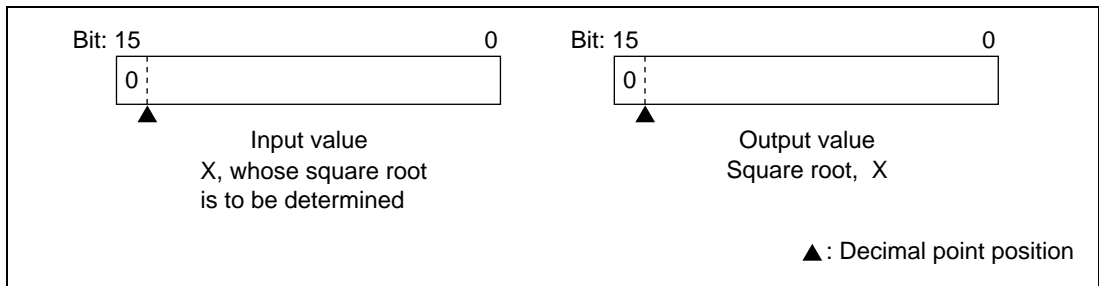 Bit: 15 0
0
Input value
X, whose square root
is to be determined
Bit: 15 0
0
Output value
Square root, X
▲ : Decimal point position